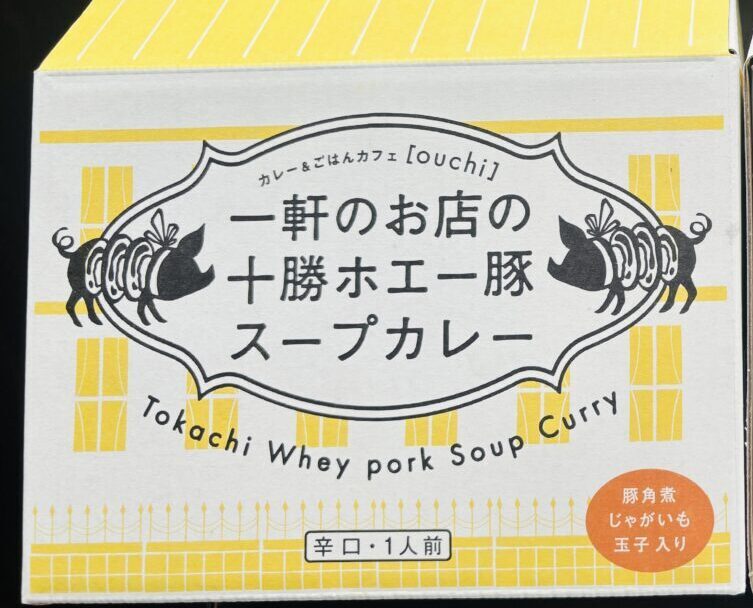 カレー&ごはんカフェ [ouchi]
一軒のお店の
十勝ホエー豚
スープカレー
Tokachi Whey pork Soup Curry
豚角煮
じゃがいも
玉子入り
辛口・1人前